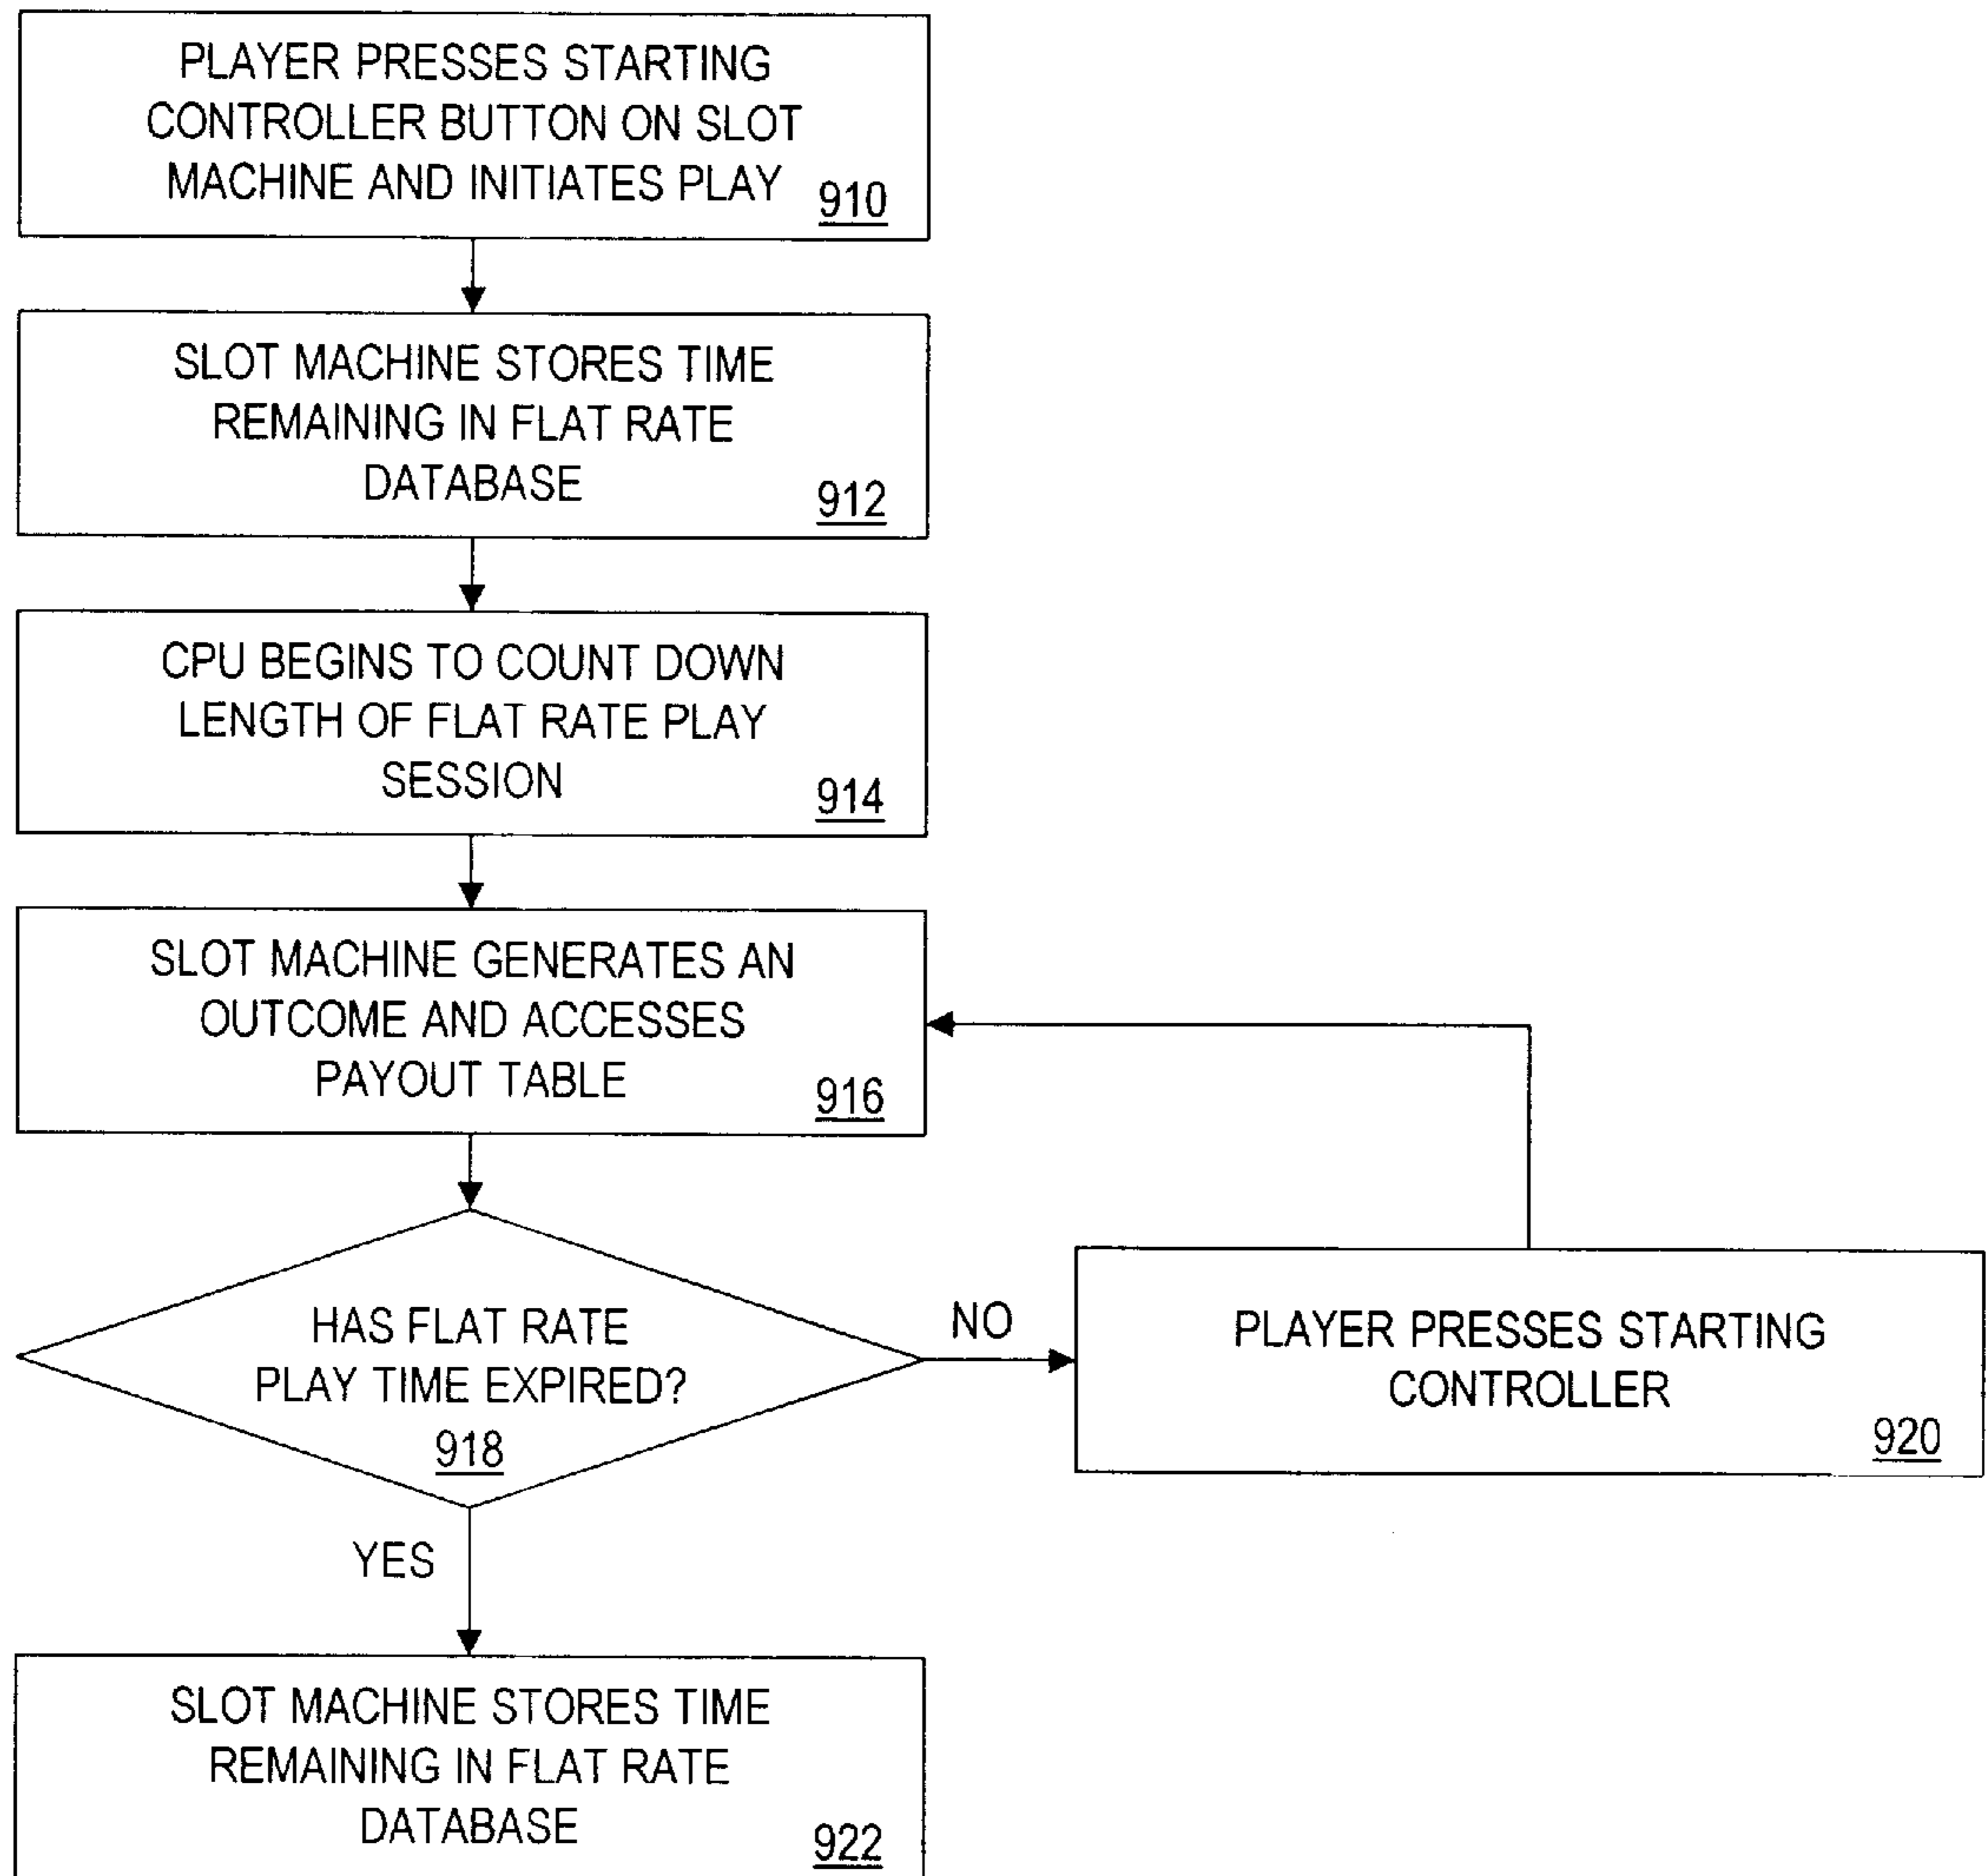 PLAYER PRESSES STARTING
CONTROLLER BUTTON ON SLOT
MACHINE AND INITIATES PLAY
910
SLOT MACHINE STORES TIME
REMAINING IN FLAT RATE
DATABASE
912
CPU BEGINS TO COUNT DOWN
LENGTH OF FLAT RATE PLAY
SESSION
914
SLOT MACHINE GENERATES AN
OUTCOME AND ACCESSES
PAYOUT TABLE
916
HAS FLAT RATE
PLAY TIME EXPIRED?
918
NO
PLAYER PRESSES STARTING
CONTROLLER
920
YES
SLOT MACHINE STORES TIME
REMAINING IN FLAT RATE
DATABASE
922